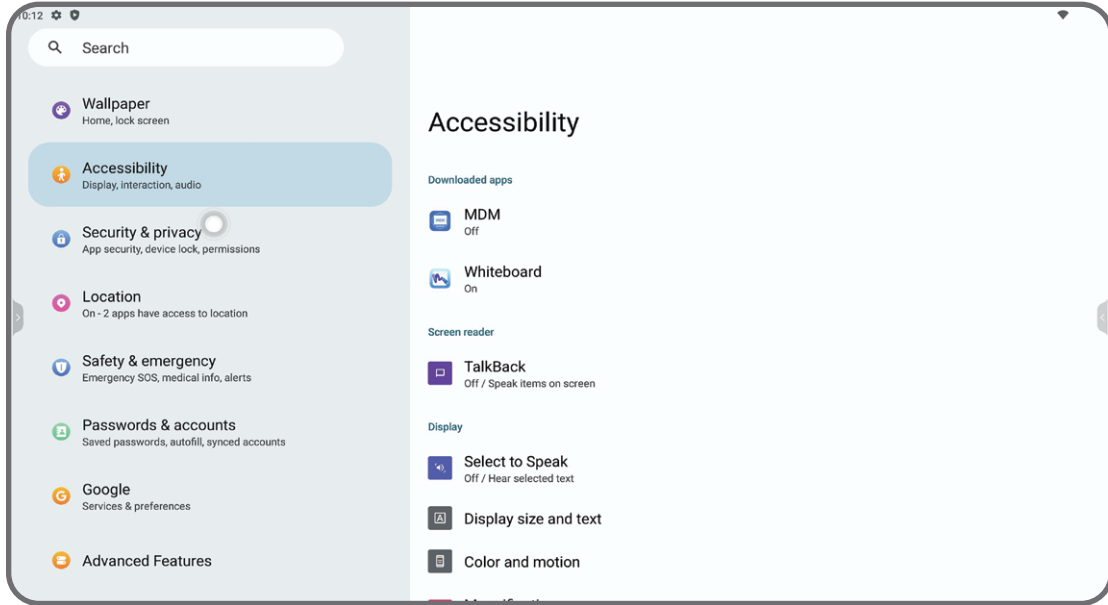 10:12
Search
Wallpaper
Home, lock screen
Accessibility
Display, interaction, audio
Security & privacy
App security, device lock, permissions
Location
On - 2 apps have access to location
Safety & emergency
Emergency SOS, medical info, alerts
Passwords & accounts
Saved passwords, autofill, synced accounts
Google
Services & preferences
Advanced Features
Accessibility
Downloaded apps
MDM
Off
Whiteboard
On
Screen reader
TalkBack
Off / Speak items on screen
Display
Select to Speak
Off / Hear selected text
Display size and text
Color and motion